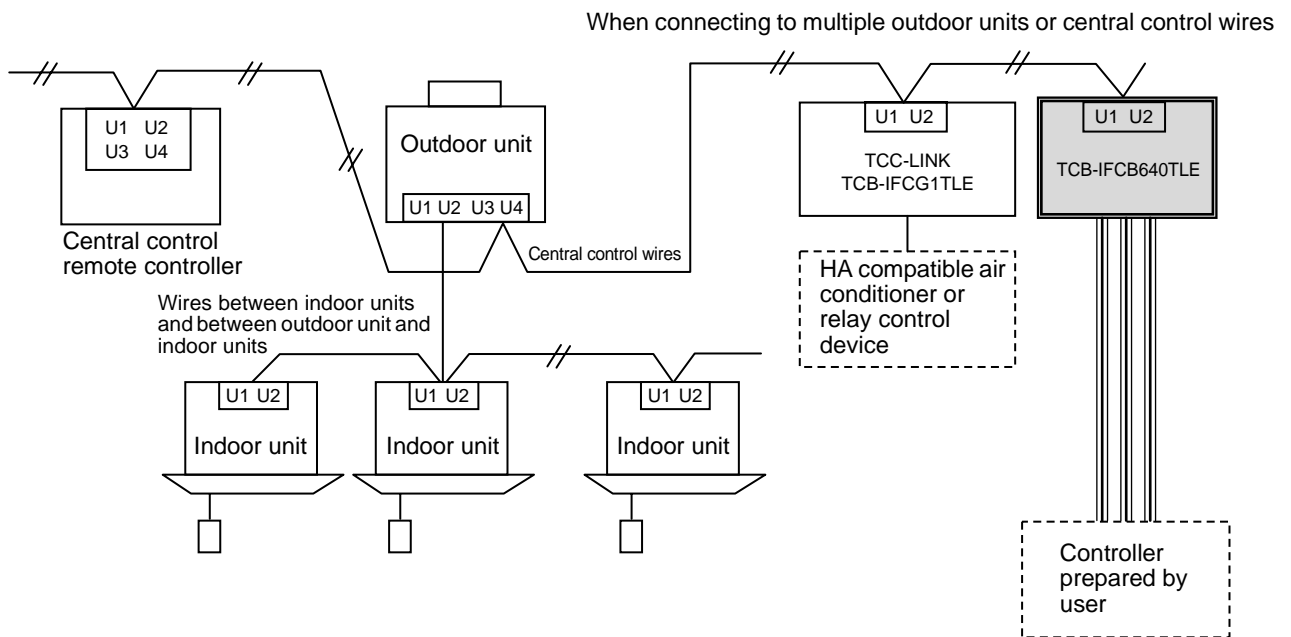 When connecting to multiple outdoor units or central control wires
U1 U2
U3 U4
Central control
remote controller
Outdoor unit
U1 U2 U3 U4
Central control wires
U1 U2
TCC-LINK
TCB-IFCG1TLE
HA compatible air
conditioner or
relay control
device
U1 U2
TCB-IFCB640TLE
Controller
prepared by
user
Wires between indoor units
and between outdoor unit and
indoor units
U1 U2
Indoor unit
U1 U2
Indoor unit
U1 U2
Indoor unit